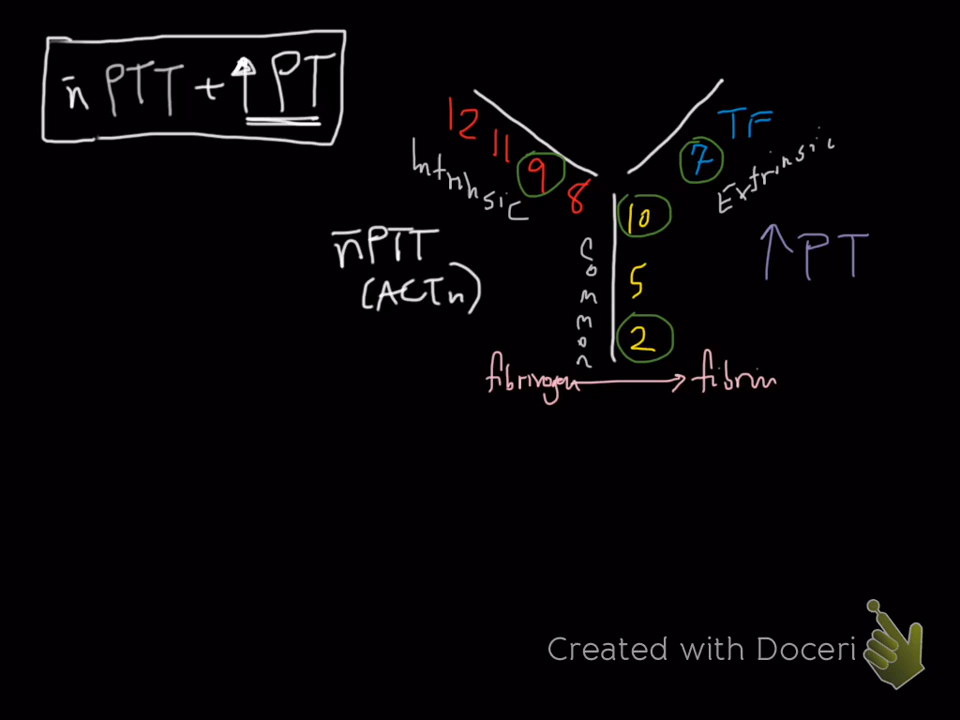 n̄ PTT + ↑ PT
12
11
9
8
Intrinsic
TF
7
Extrinsic
10
5
2
Common
n̄PTT
(ACTn)
↑PT
fibrivogen → fibrin
Created with Doceri